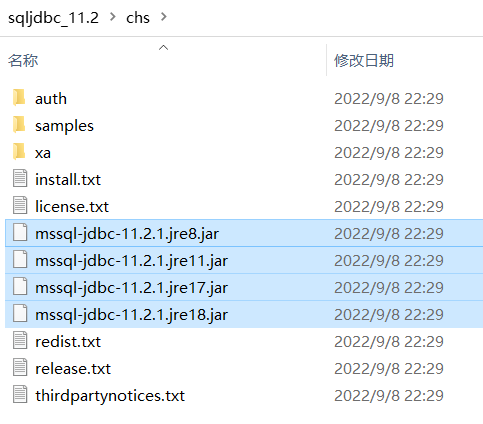 sqljdbc_11.2 > chs >
名称 修改日期
auth 2022/9/8 22:29
samples 2022/9/8 22:29
xa 2022/9/8 22:29
install.txt 2022/9/8 22:29
license.txt 2022/9/8 22:29
mssql-jdbc-11.2.1.jre8.jar 2022/9/8 22:29
mssql-jdbc-11.2.1.jre11.jar 2022/9/8 22:29
mssql-jdbc-11.2.1.jre17.jar 2022/9/8 22:29
mssql-jdbc-11.2.1.jre18.jar 2022/9/8 22:29
redist.txt 2022/9/8 22:29
release.txt 2022/9/8 22:29
thirdpartynotices.txt 2022/9/8 22:29